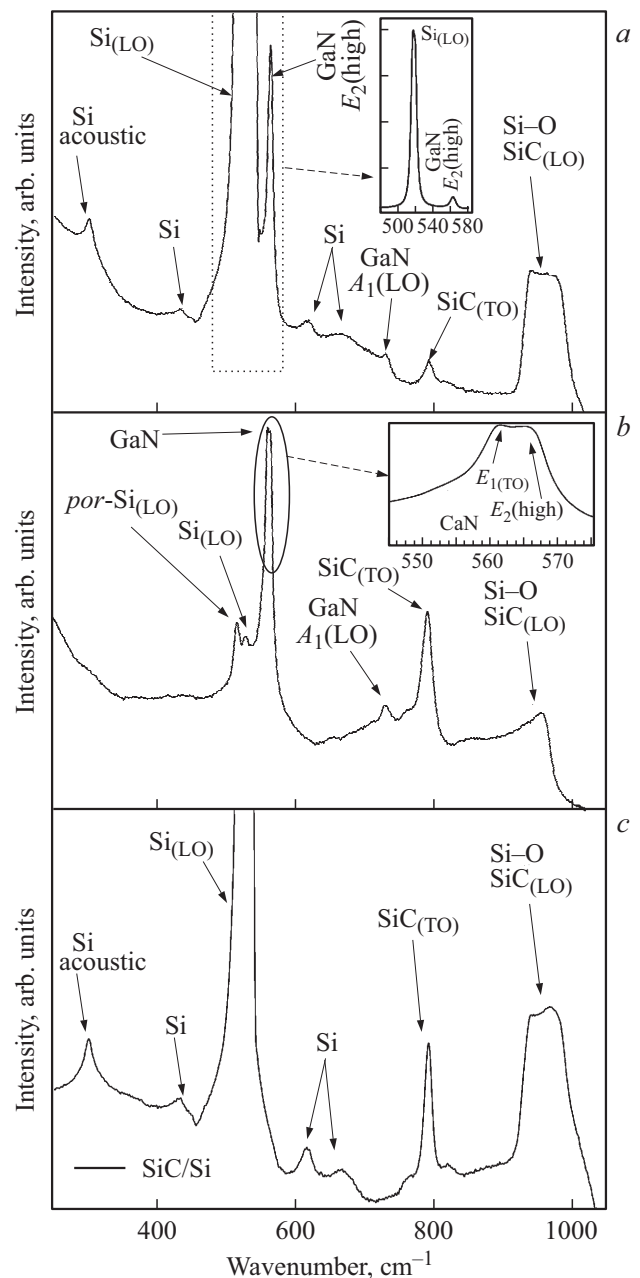 a
Si(LO)
GaN
E2(high)
Si(LO)
GaN
E2(high)
500 540 580
Si
acoustic
Si
Si
GaN
A1(LO)
SiC(TO)
Si–O
SiC(LO)
Intensity, arb. units
b
GaN
E1(TO)
E2(high)
CaN
550 560 570
por-Si(LO)
Si(LO)
SiC(TO)
GaN
A1(LO)
Si–O
SiC(LO)
Intensity, arb. units
c
Si(LO)
Si–O
SiC(LO)
SiC(TO)
Si
acoustic
Si
Si
SiC/Si
Intensity, arb. units
400 600 800 1000
Wavenumber, cm–1